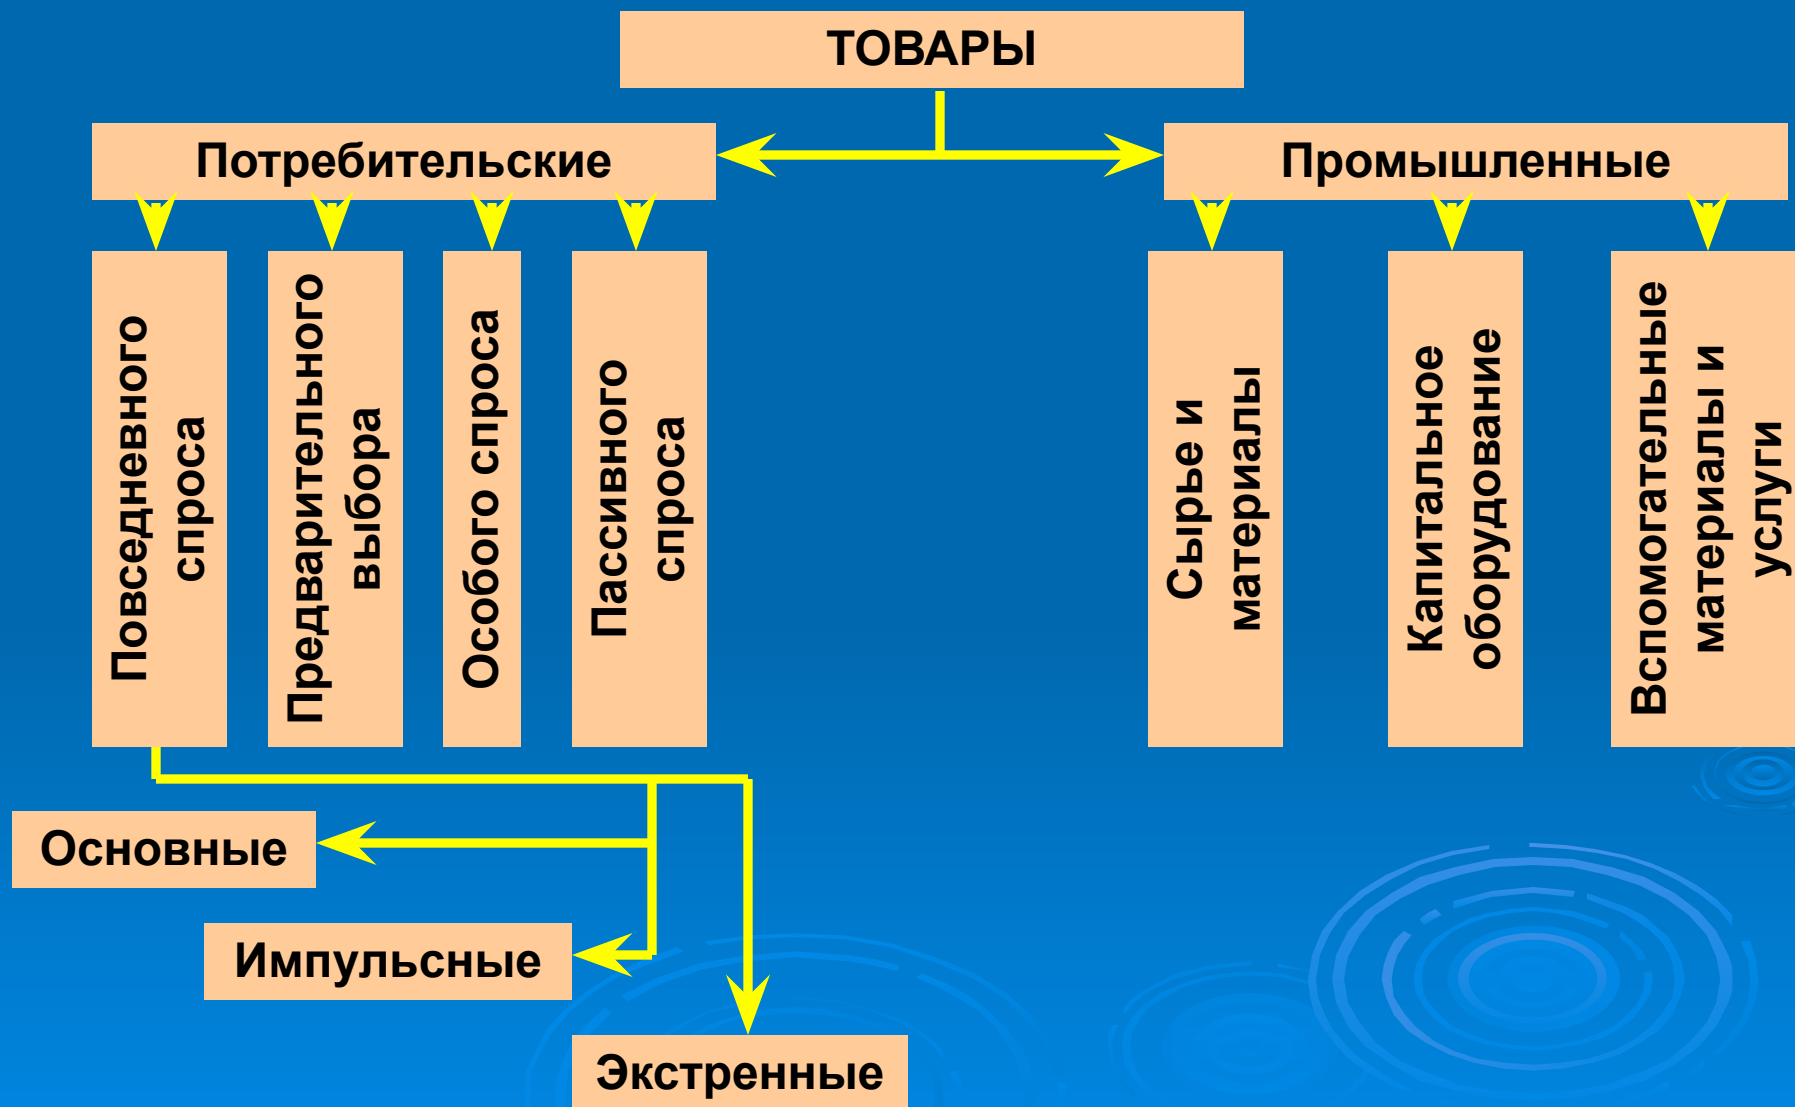 ТОВАРЫ
Потребительские
Промышленные
Повседневного
спроса
Предварительного
выбора
Особого спроса
Пассивного
спроса
Сырье и
материалы
Капитальное
оборудование
Вспомогательные
материалы и
услуги
Основные
Импульсные
Экстренные